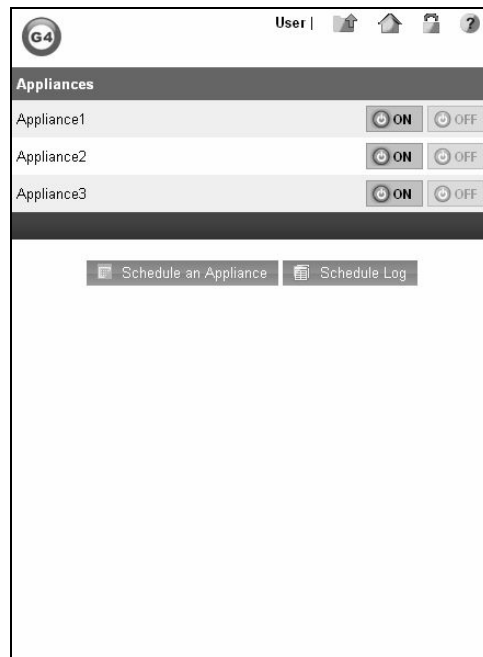 G4
User |
?
Appliances
Appliance1 ON OFF
Appliance2 ON OFF
Appliance3 ON OFF
Schedule an Appliance Schedule Log